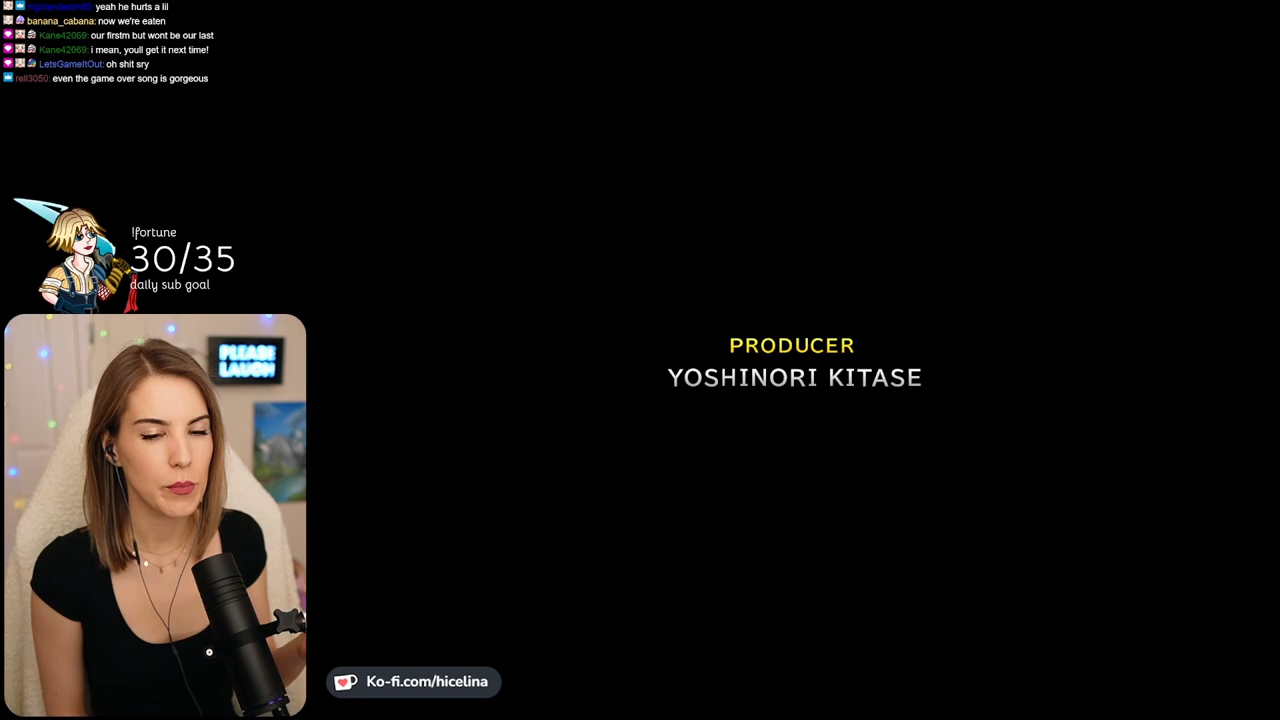 yeah he hurts a lil
banana_cabana: now we're eaten
Kane42069: our firstm but wont be our last
Kane42069: i mean, youll get it next time!
LetsGameItOut: oh shit sry
rell3050: even the game over song is gorgeous
!fortune
30/35
daily sub goal
PLEASE
LAUGH
PRODUCER
YOSHINORI KITASE
Ko-fi.com/hicelina